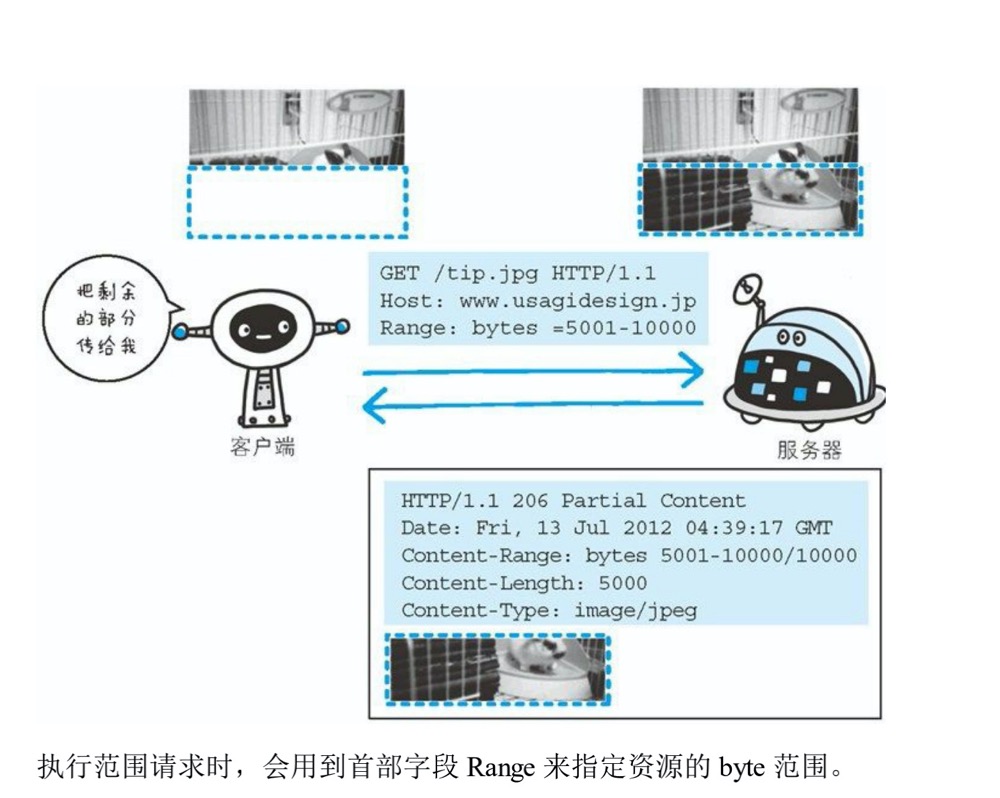 GET /tip.jpg HTTP/1.1
Host: www.usagidesign.jp
Range: bytes =5001-10000
把剩余
的部分
传给我
客户端
服务器
HTTP/1.1 206 Partial Content
Date: Fri, 13 Jul 2012 04:39:17 GMT
Content-Range: bytes 5001-10000/10000
Content-Length: 5000
Content-Type: image/jpeg
执行范围请求时，会用到首部字段 Range 来指定资源的 byte 范围。